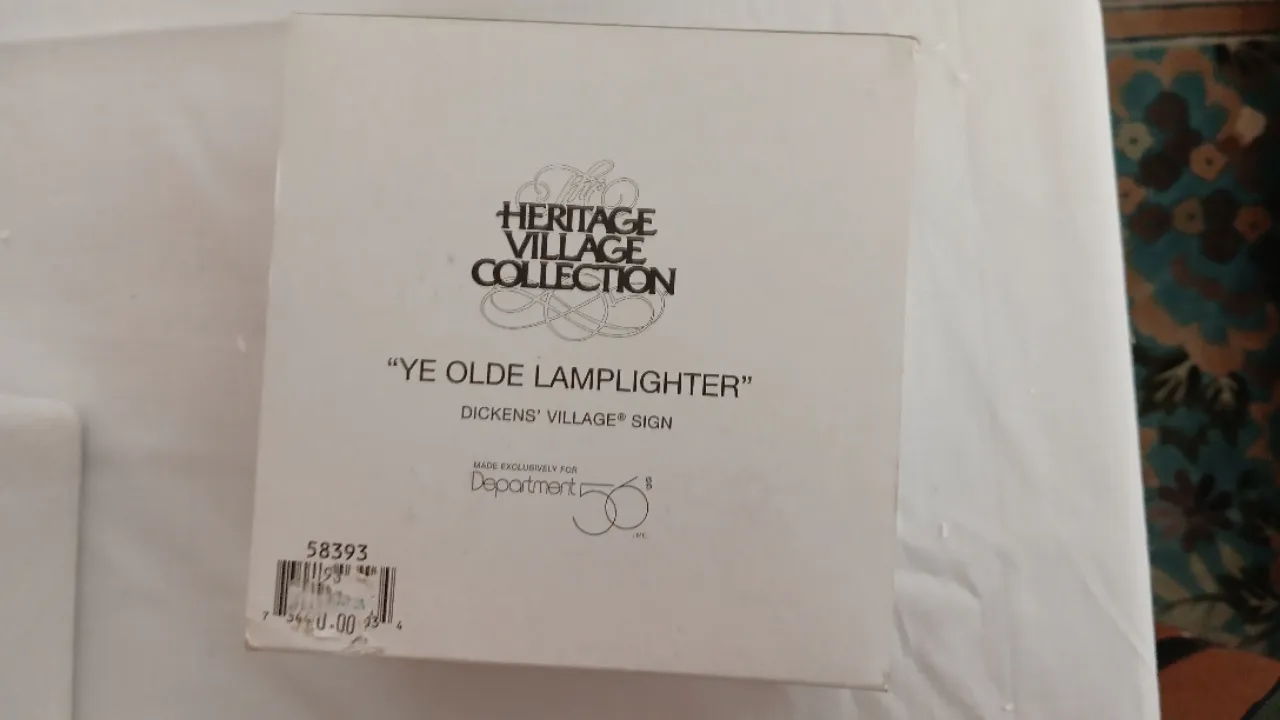 The
HERITAGE
VILLAGE
COLLECTION
“YE OLDE LAMPLIGHTER”
DICKENS’ VILLAGE® SIGN
MADE EXCLUSIVELY FOR
Department 56®
58393